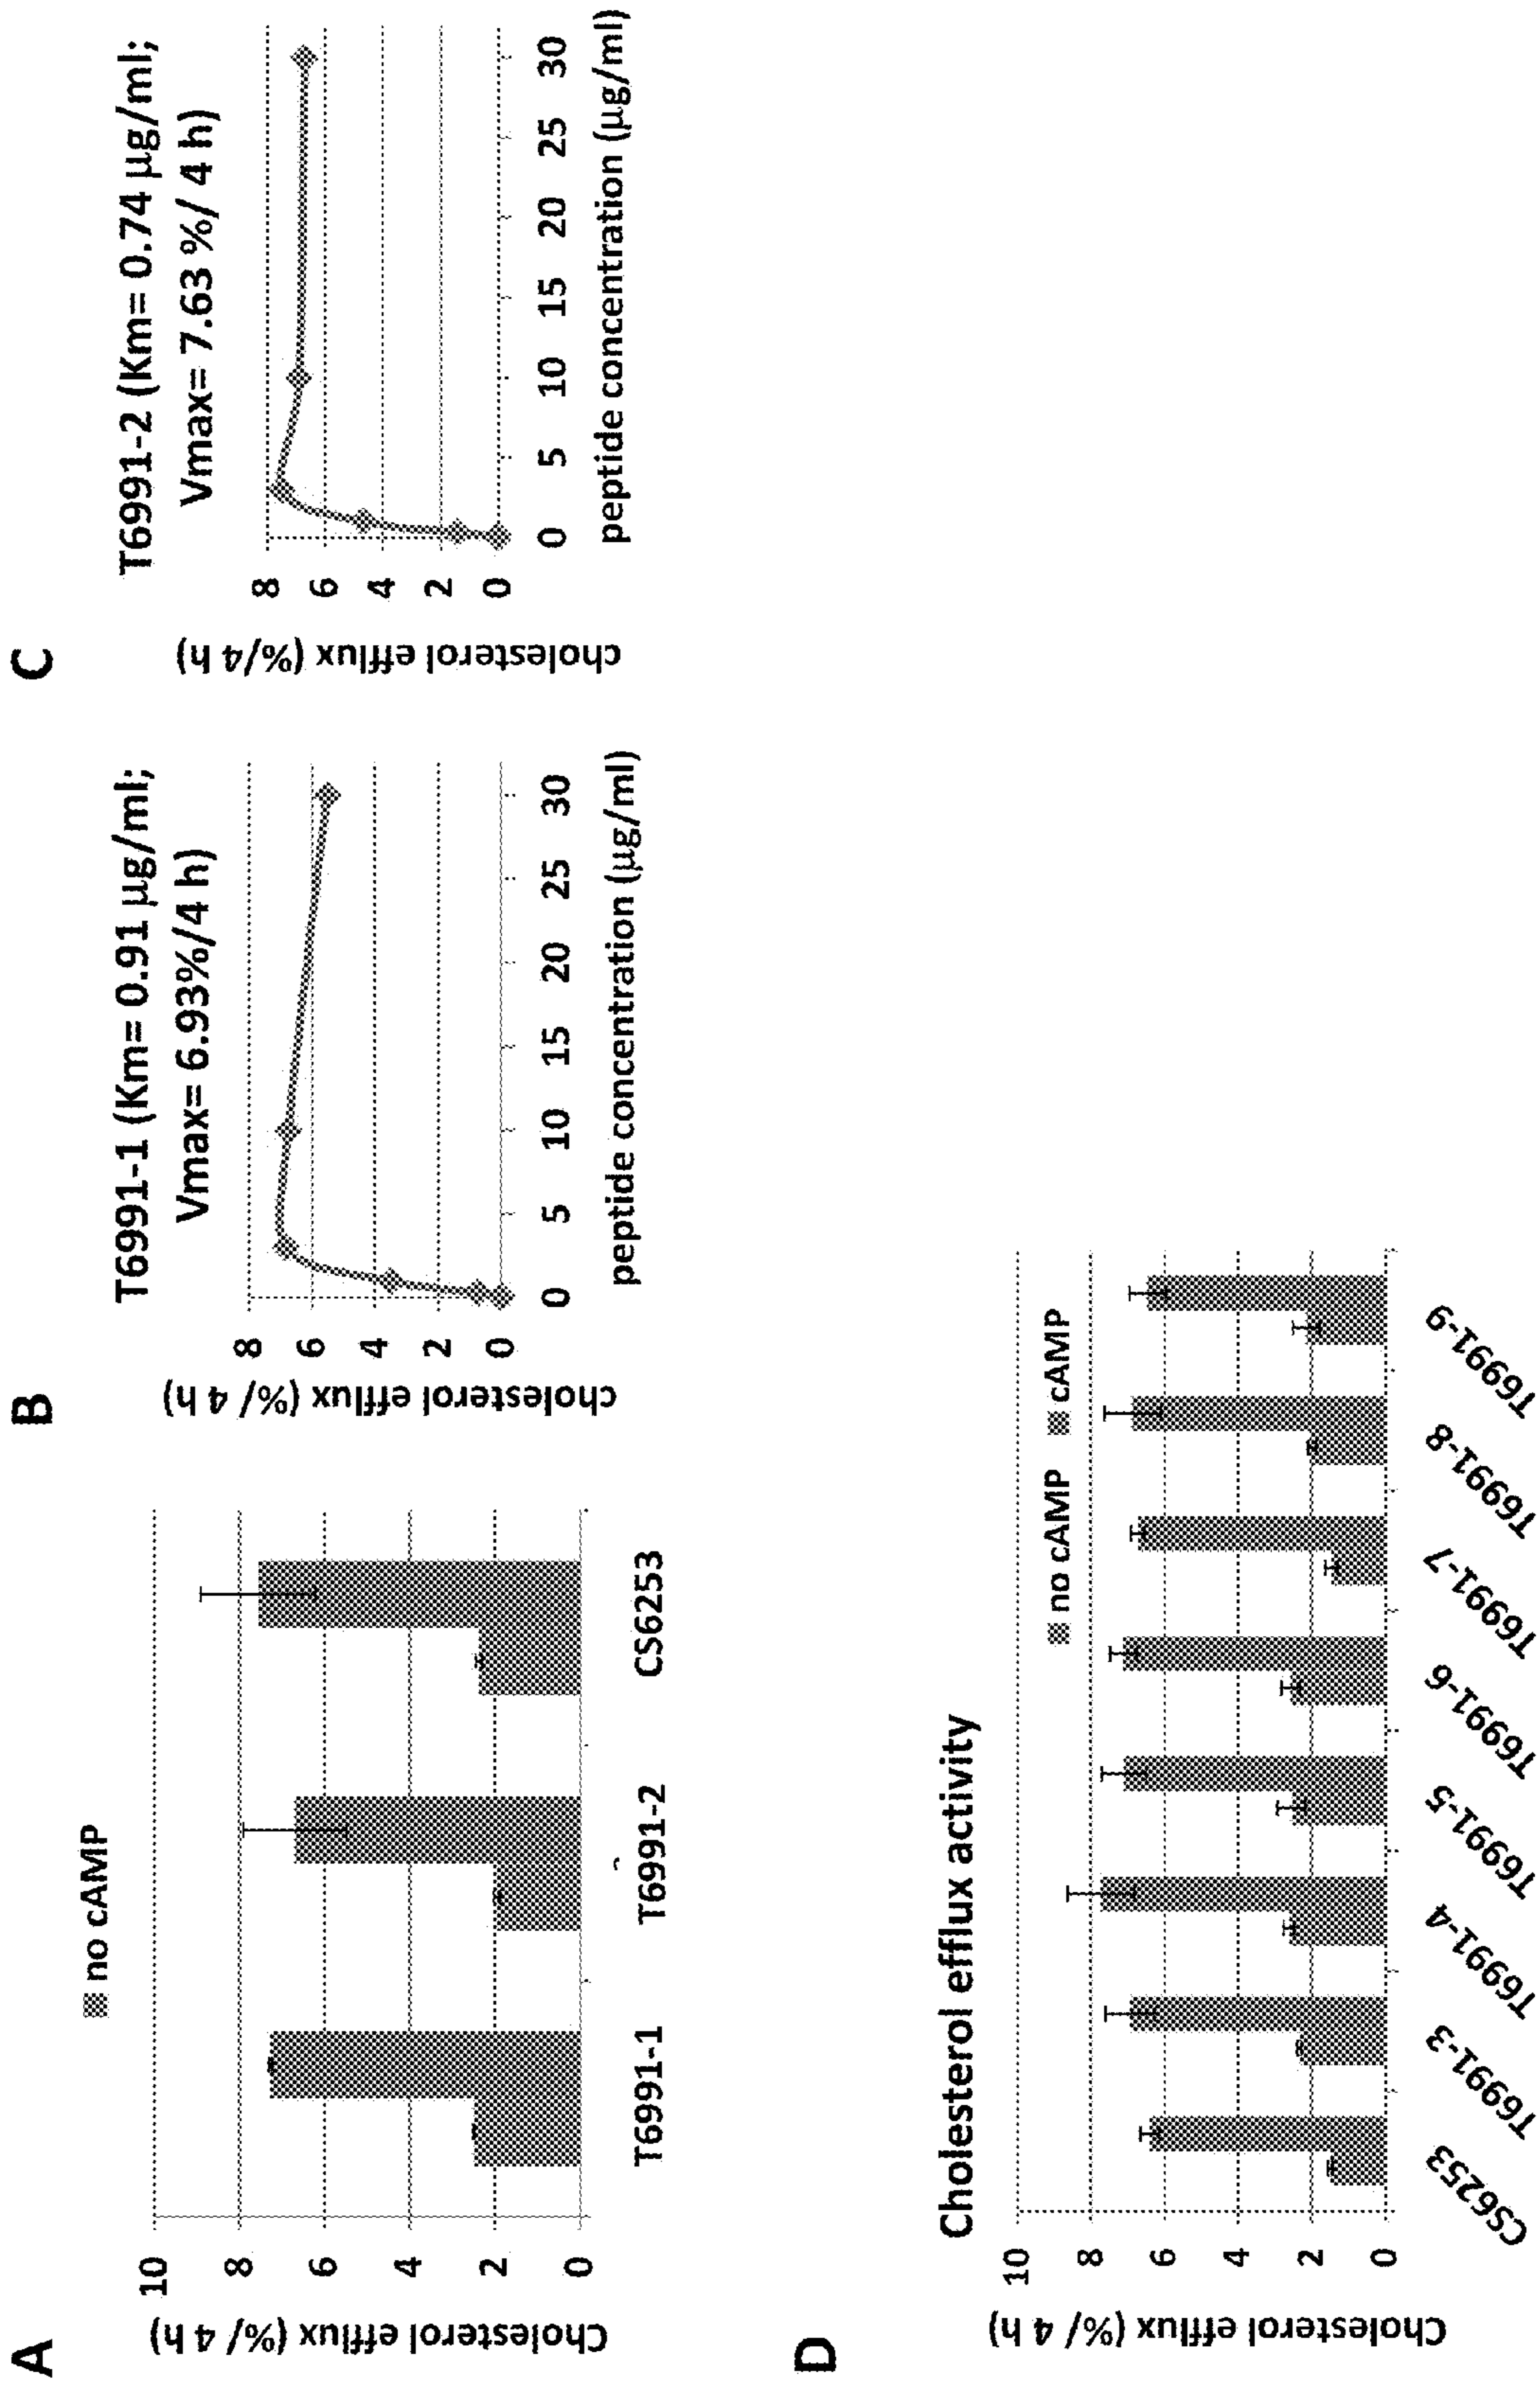 A
no cAMP
Cholesterol efflux (%/ 4 h)
10
8
6
4
2
0
T6991-1
T6991-2
CS6253
B
T6991-1 (Km= 0.91 µg/ml;
Vmax= 6.93%/4 h)
cholesterol efflux (%/ 4 h)
8
6
4
2
0
0 5 10 15 20 25 30
peptide concentration (µg/ml)
C
T6991-2 (Km= 0.74 µg/ml;
Vmax= 7.63 %/ 4 h)
cholesterol efflux (%/4 h)
8
6
4
2
0
0 5 10 15 20 25 30
peptide concentration (µg/ml)
D
Cholesterol efflux activity
no cAMP cAMP
Cholesterol efflux (%/ 4 h)
10
8
6
4
2
0
CS6253
T6991-3
T6991-4
T6991-5
T6991-6
T6991-7
T6991-8
T6991-9